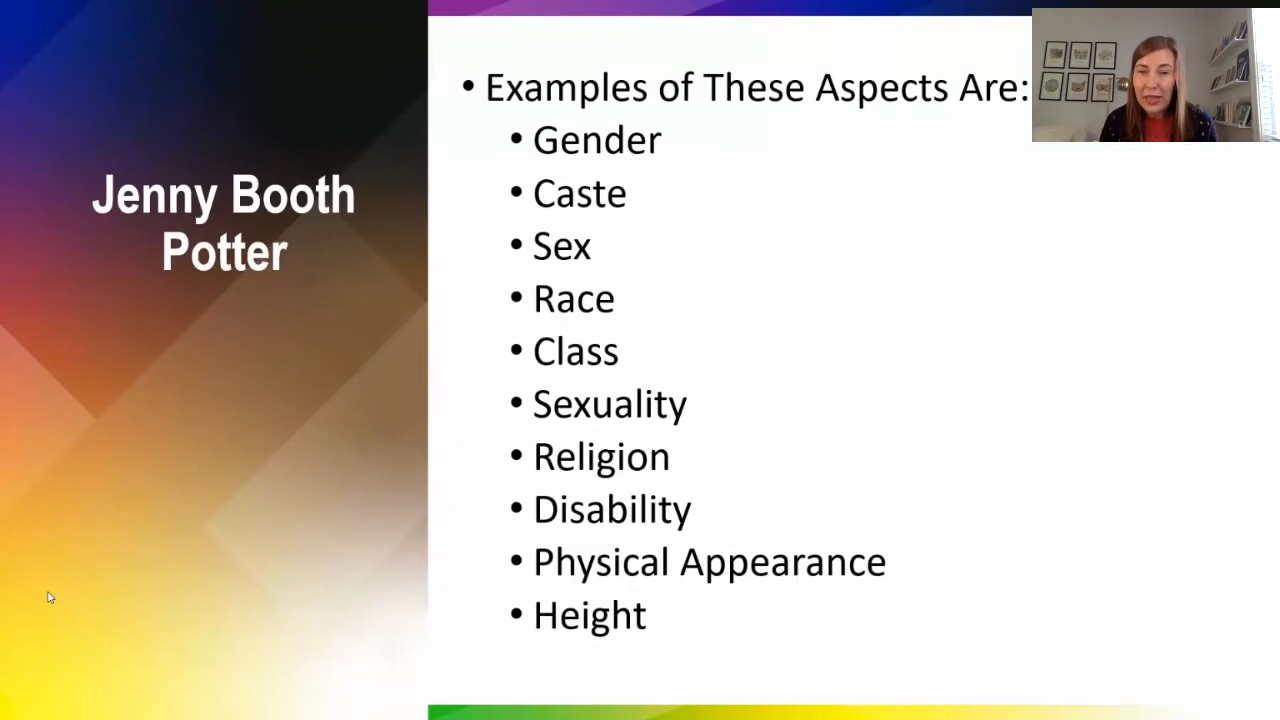 Jenny Booth
Potter
• Examples of These Aspects Are:
• Gender
• Caste
• Sex
• Race
• Class
• Sexuality
• Religion
• Disability
• Physical Appearance
• Height